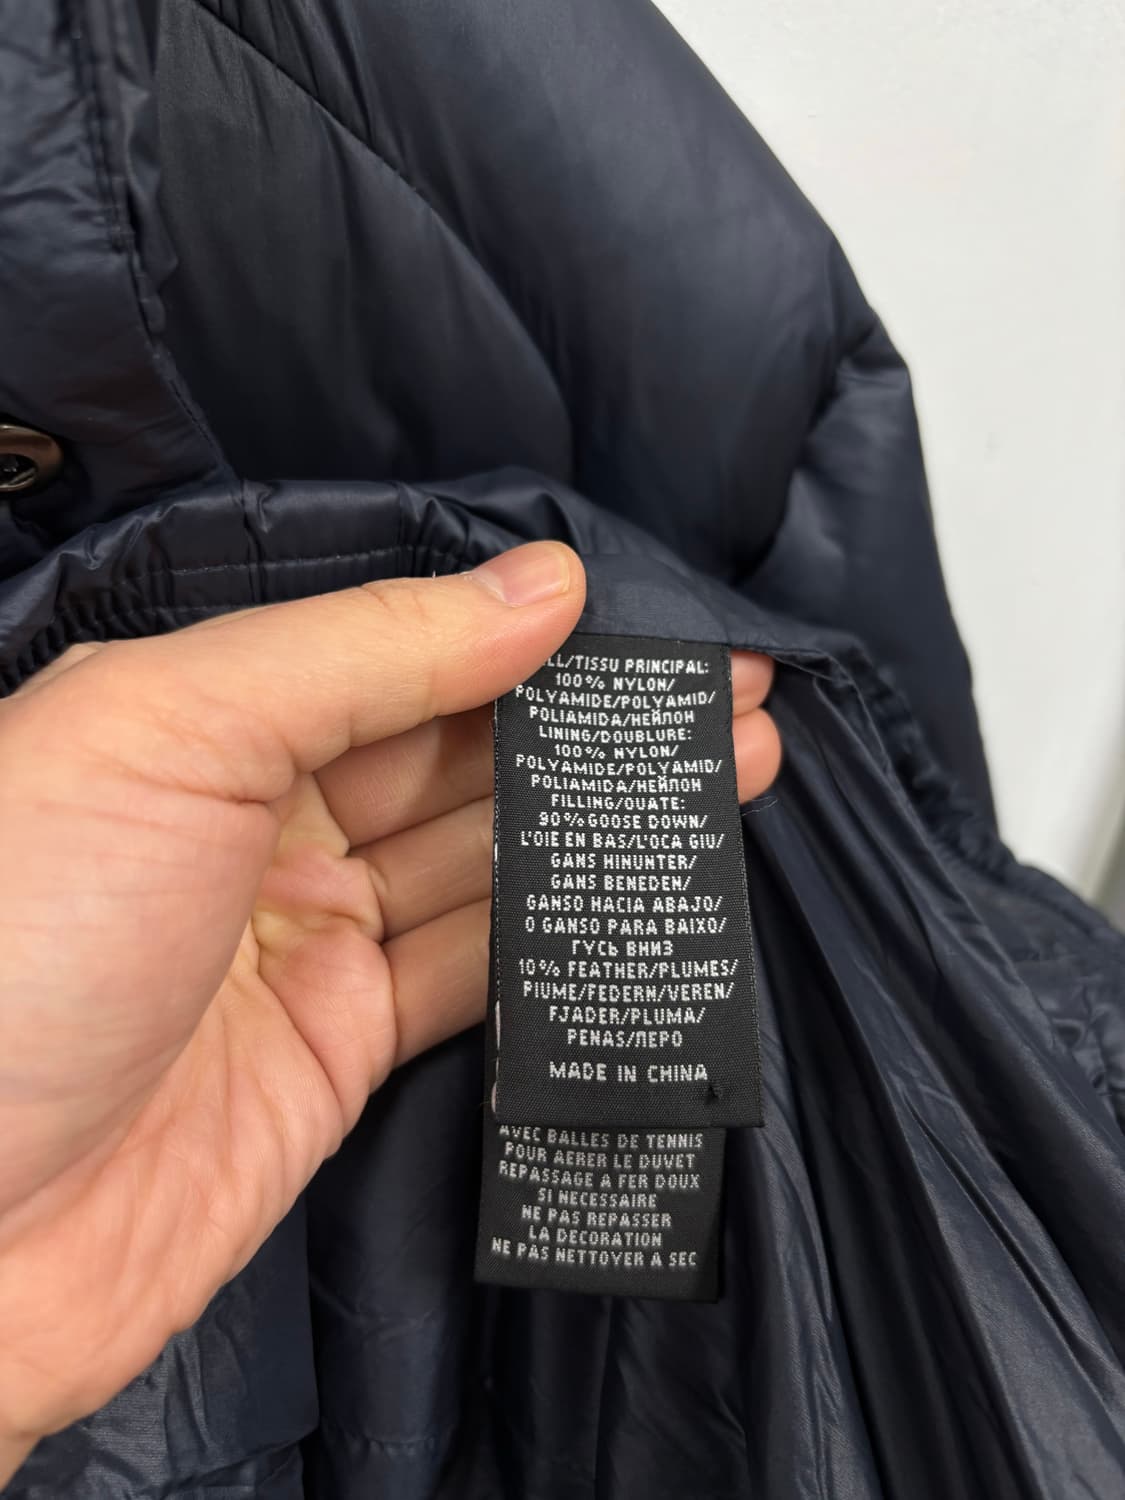 LL/TISSU PRINCIPAL:
100% NYLON/
POLYAMIDE/POLYAMID/
POLIAMIDA/НЕЙЛОН
LINING/DOUBLURE:
100% NYLON/
POLYAMIDE/POLYAMID/
POLIAMIDA/НЕЙЛОН
FILLING/OUATE:
90% GOOSE DOWN/
L'OIE EN BAS/L'OCA GIU/
GANS HINUNTER/
GANS BENEDEN/
GANSO HACIA ABAJO/
O GANSO PARA BAIXO/
ГУСЬ ВНИЗ
10% FEATHER/PLUMES/
PIUME/FEDERN/VEREN/
FJADER/PLUMA/
PENAS/ПЕРО
MADE IN CHINA
AVEC BALLES DE TENNIS
POUR AERER LE DUVET
REPASSAGE A FER DOUX
SI NECESSAIRE
NE PAS REPASSER
LA DECORATION
NE PAS NETTOYER A SEC